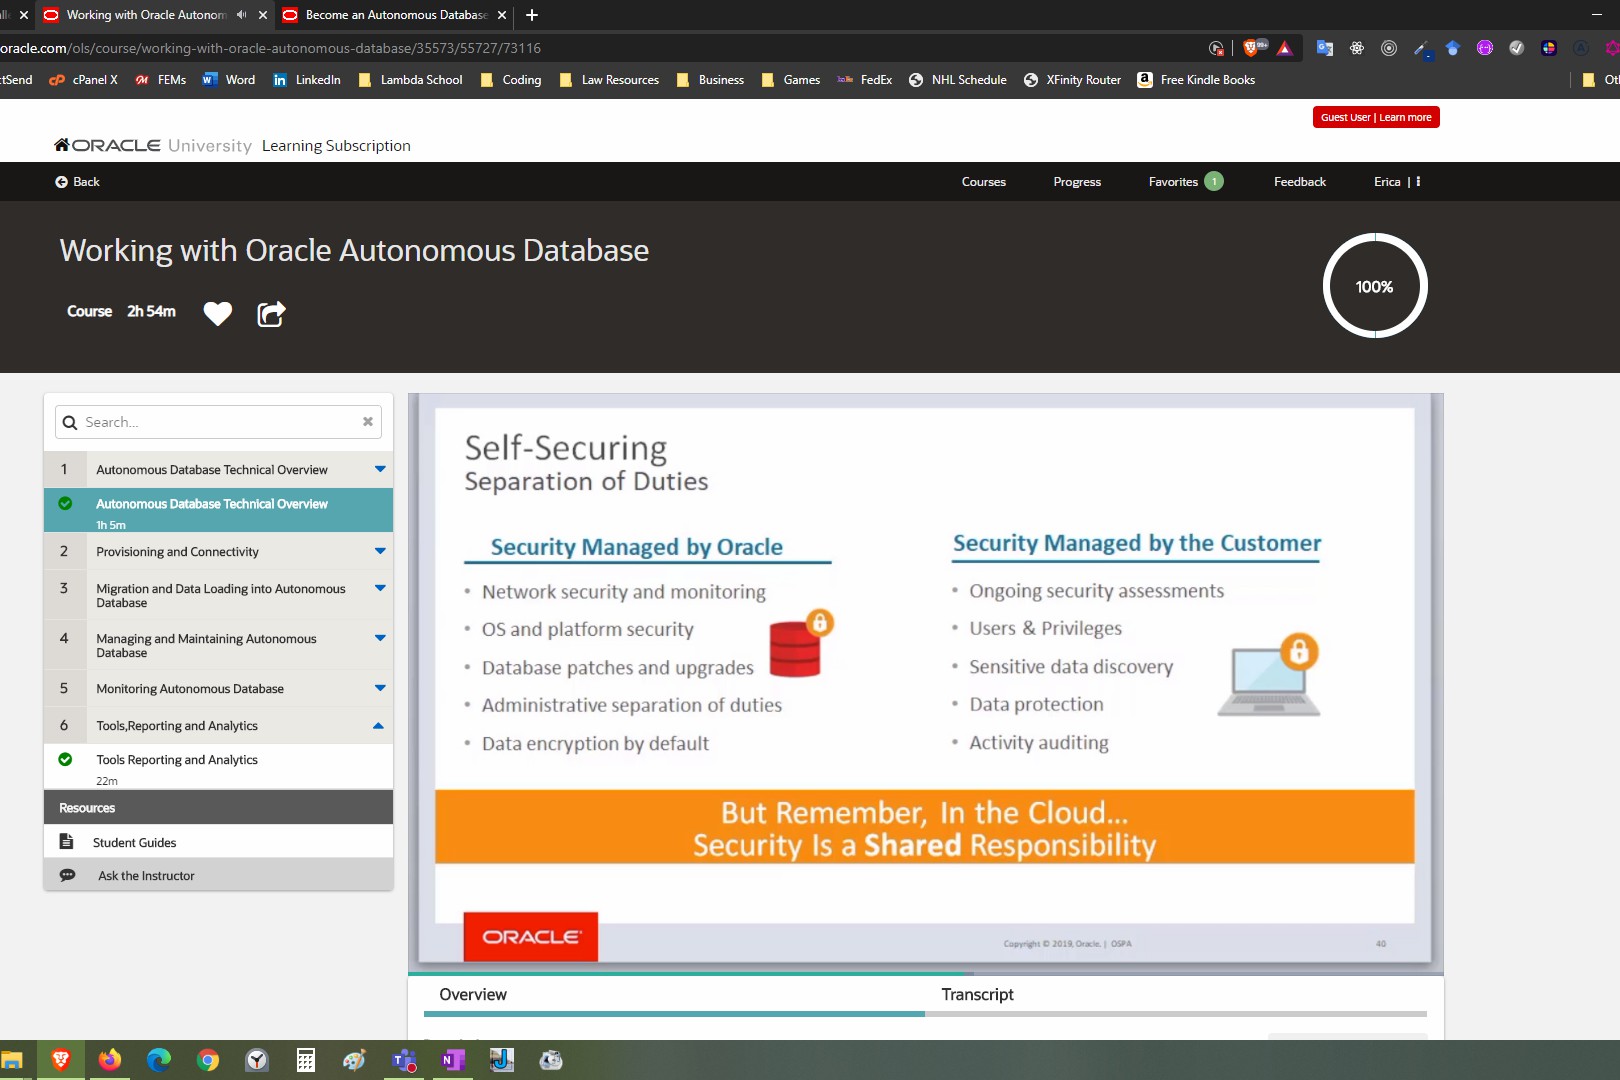 Working with Oracle Autonom
Become an Autonomous Database
oracle.com/ols/course/working-with-oracle-autonomous-database/35573/55727/73116
99+
ctSend
cPanel X
FEMs
Word
LinkedIn
Lambda School
Coding
Law Resources
Business
Games
FedEx
NHL Schedule
XFinity Router
Free Kindle Books
Oth
Guest User | Learn more
ORACLE University Learning Subscription
Back
Courses
Progress
Favorites 1
Feedback
Erica |
Working with Oracle Autonomous Database
Course 2h 54m
100%
Search...
1 Autonomous Database Technical Overview
Autonomous Database Technical Overview
1h 5m
2 Provisioning and Connectivity
3 Migration and Data Loading into Autonomous
Database
4 Managing and Maintaining Autonomous
Database
5 Monitoring Autonomous Database
6 Tools,Reporting and Analytics
Tools Reporting and Analytics
22m
Resources
Student Guides
Ask the Instructor
Self-Securing
Separation of Duties
Security Managed by Oracle
• Network security and monitoring
• OS and platform security
• Database patches and upgrades
• Administrative separation of duties
• Data encryption by default
Security Managed by the Customer
• Ongoing security assessments
• Users & Privileges
• Sensitive data discovery
• Data protection
• Activity auditing
But Remember, In the Cloud...
Security Is a Shared Responsibility
ORACLE
Copyright © 2019, Oracle. | OSPA
40
Overview
Transcript